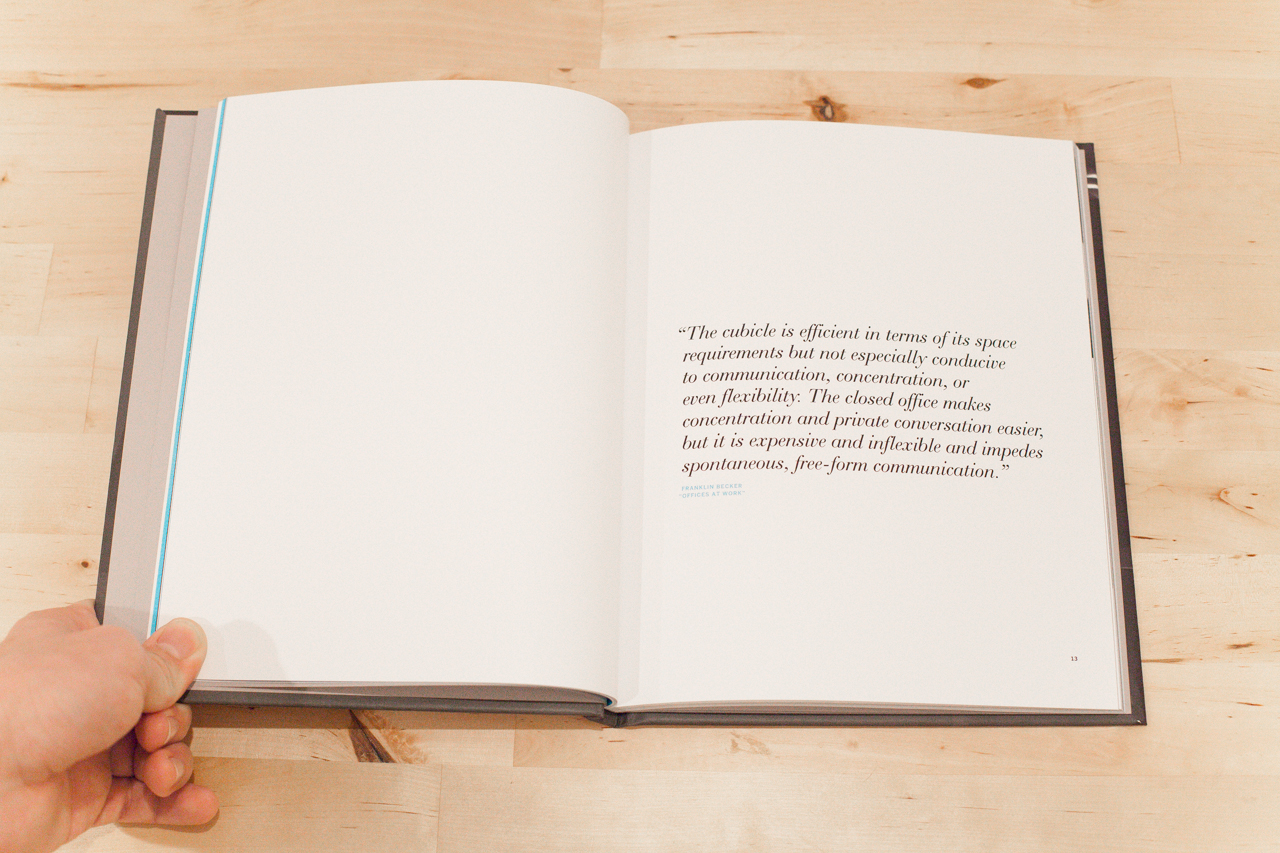 “The cubicle is efficient in terms of its space
requirements but not especially conducive
to communication, concentration, or
even flexibility. The closed office makes
concentration and private conversation easier,
but it is expensive and inflexible and impedes
spontaneous, free-form communication.”
FRANKLIN BECKER
“OFFICES AT WORK”
13